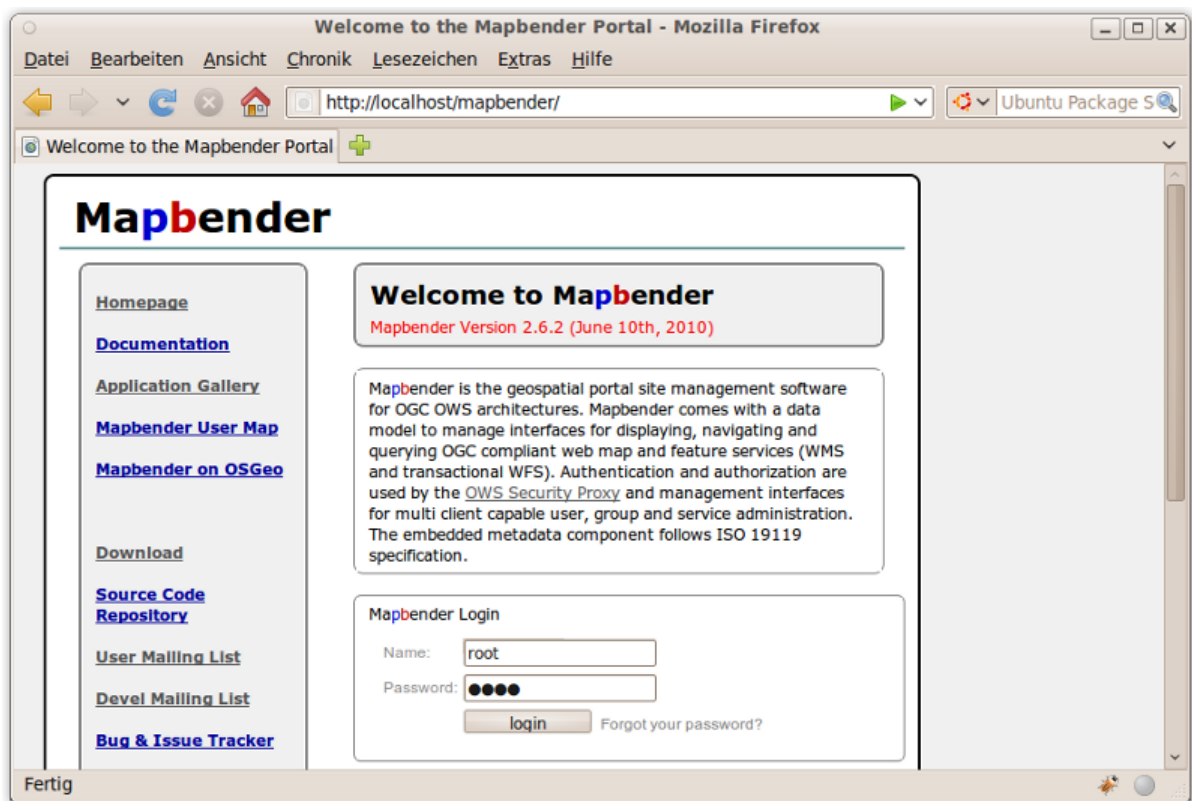 Welcome to the Mapbender Portal - Mozilla Firefox
Datei Bearbeiten Ansicht Chronik Lesezeichen Extras Hilfe
http://localhost/mapbender/
Ubuntu Package S
Welcome to the Mapbender Portal
Mapbender
Homepage
Documentation
Application Gallery
Mapbender User Map
Mapbender on OSGeo
Download
Source Code
Repository
User Mailing List
Devel Mailing List
Bug & Issue Tracker
Welcome to Mapbender
Mapbender Version 2.6.2 (June 10th, 2010)
Mapbender is the geospatial portal site management software
for OGC OWS architectures. Mapbender comes with a data
model to manage interfaces for displaying, navigating and
querying OGC compliant web map and feature services (WMS
and transactional WFS). Authentication and authorization are
used by the OWS Security Proxy and management interfaces
for multi client capable user, group and service administration.
The embedded metadata component follows ISO 19119
specification.
Mapbender Login
Name: root
Password: ●●●●
login Forgot your password?
Fertig